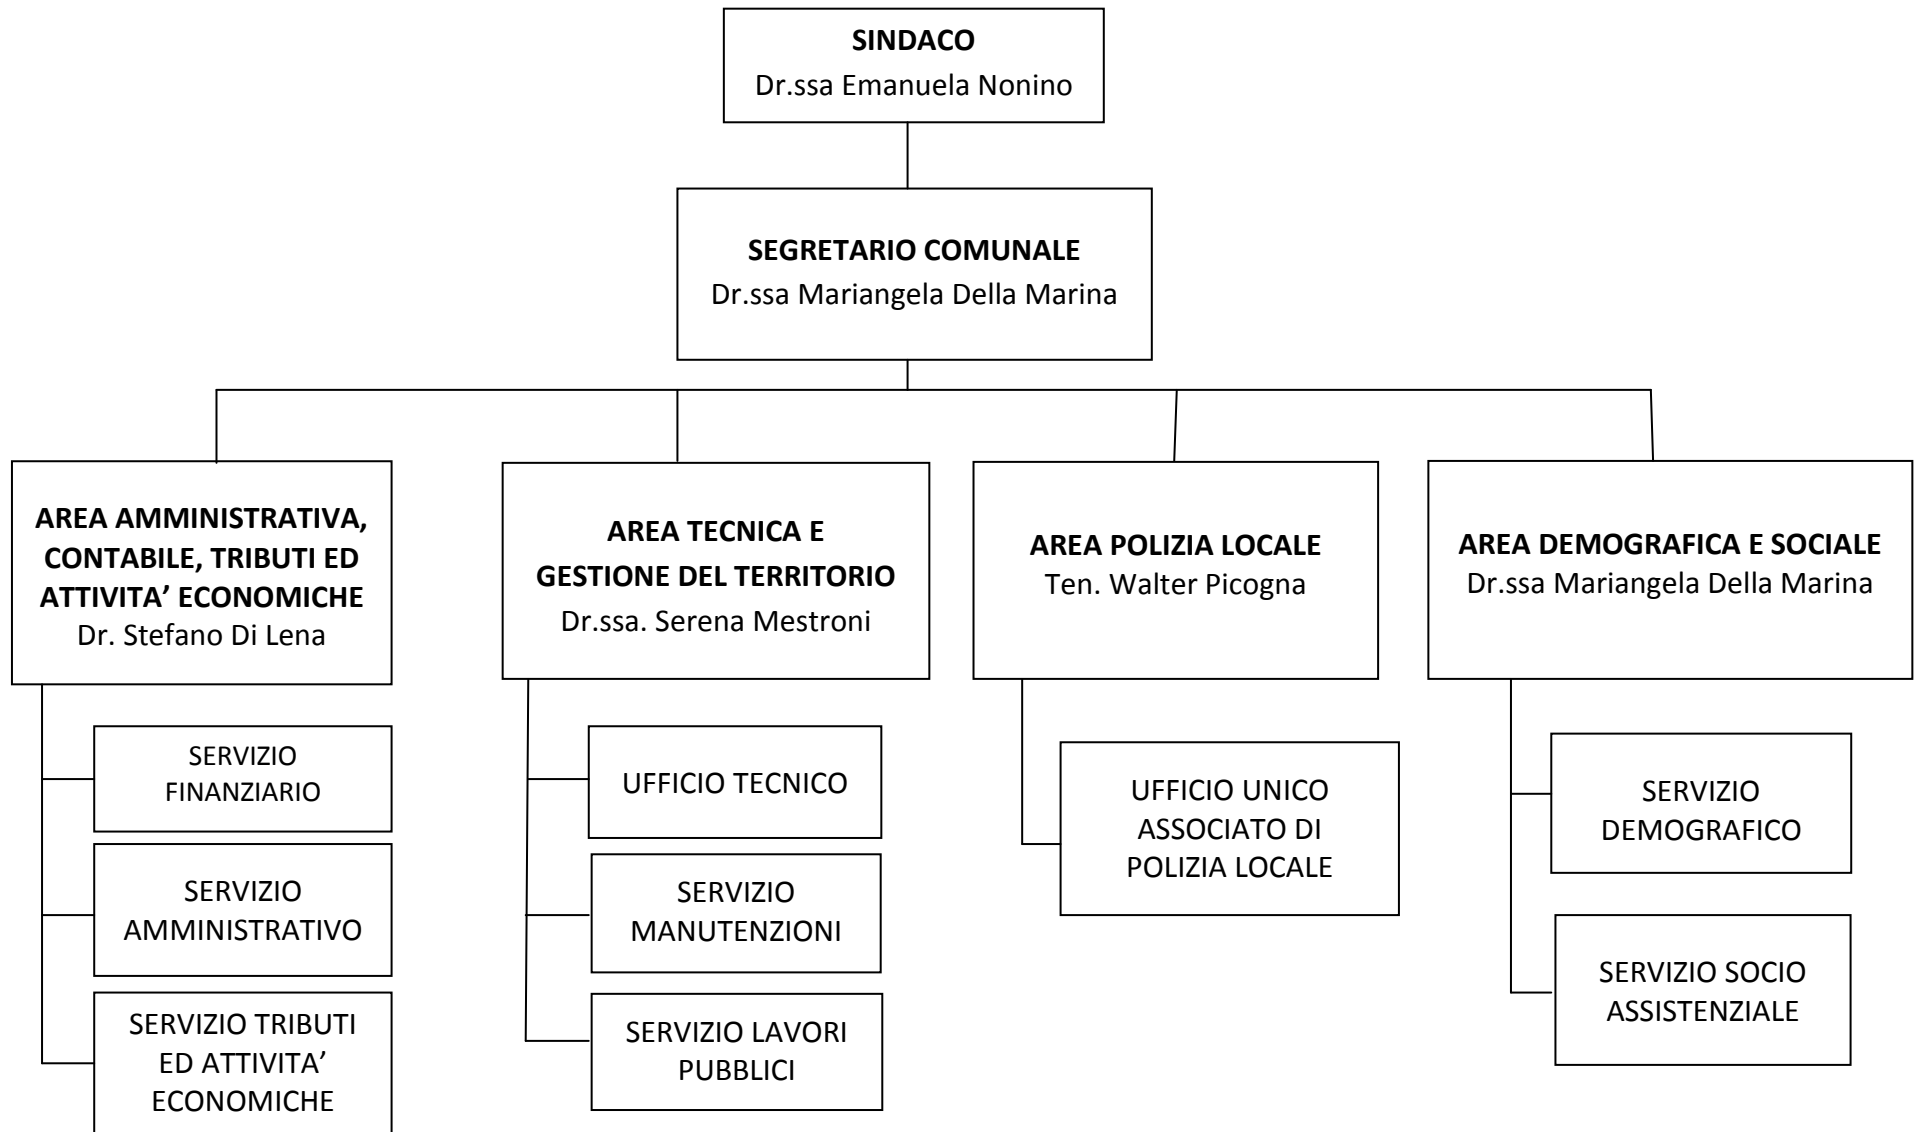 SINDACO
Dr.ssa Emanuela Nonino
SEGRETARIO COMUNALE
Dr.ssa Mariangela Della Marina
AREA AMMINISTRATIVA,
CONTABILE, TRIBUTI ED
ATTIVITA’ ECONOMICHE
Dr. Stefano Di Lena
SERVIZIO
FINANZIARIO
SERVIZIO
AMMINISTRATIVO
SERVIZIO TRIBUTI
ED ATTIVITA’
ECONOMICHE
AREA TECNICA E
GESTIONE DEL TERRITORIO
Dr.ssa. Serena Mestroni
UFFICIO TECNICO
SERVIZIO
MANUTENZIONI
SERVIZIO LAVORI
PUBBLICI
AREA POLIZIA LOCALE
Ten. Walter Picogna
UFFICIO UNICO
ASSOCIATO DI
POLIZIA LOCALE
AREA DEMOGRAFICA E SOCIALE
Dr.ssa Mariangela Della Marina
SERVIZIO
DEMOGRAFICO
SERVIZIO SOCIO
ASSISTENZIALE